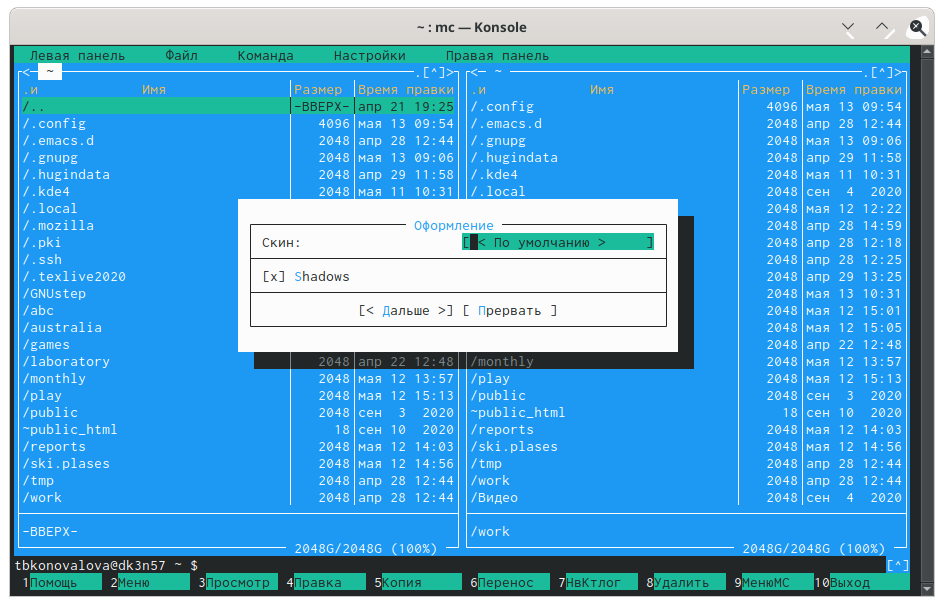 ~ : mc — Konsole
Левая панель Файл Команда Настройки Правая панель
<─ ~ ─.[^]>┐┌<─ ~ ─.[^]>
.и Имя Размер Время правки .и Имя Размер Время правки
/.. -ВВЕРХ- апр 21 19:25 /.config 4096 мая 13 09:54
/.config 4096 мая 13 09:54 /.emacs.d 2048 апр 28 12:44
/.emacs.d 2048 апр 28 12:44 /.gnupg 2048 мая 13 09:06
/.gnupg 2048 мая 13 09:06 /.hugindata 2048 апр 29 11:58
/.hugindata 2048 апр 29 11:58 /.kde4 2048 мая 11 10:31
/.kde4 2048 мая 11 10:31 /.local 2048 сен 4 2020
/.local 2048 мая 12 12:22
/.mozilla Оформление 2048 апр 28 14:59
/.pki Скин: [ < По умолчанию > ] 2048 апр 28 12:18
/.ssh 2048 апр 28 12:25
/.texlive2020 [x] Shadows 2048 апр 29 13:25
/GNUstep 2048 мая 13 10:31
/abc [< Дальше >] [ Прервать ] 2048 мая 12 15:01
/australia 2048 мая 12 15:05
/games 2048 апр 22 12:48
/laboratory 2048 апр 22 12:48 /monthly 2048 мая 12 13:57
/monthly 2048 мая 12 13:57 /play 2048 мая 12 15:13
/play 2048 мая 12 15:13 /public 2048 сен 3 2020
/public 2048 сен 3 2020 ~public_html 18 сен 10 2020
~public_html 18 сен 10 2020 /reports 2048 мая 12 14:03
/reports 2048 мая 12 14:03 /ski.plases 2048 мая 12 14:56
/ski.plases 2048 мая 12 14:56 /tmp 2048 апр 28 12:44
/tmp 2048 апр 28 12:44 /work 2048 апр 28 12:44
/work 2048 апр 28 12:44 /Видео 2048 сен 4 2020
-ВВЕРХ- /work
2048G/2048G (100%) 2048G/2048G (100%)
tbkonovalova@dk3n57 ~ $ [^]
1Помощь 2Меню 3Просмотр 4Правка 5Копия 6Перенос 7НвКтлог 8Удалить 9МенюМС 10Выход